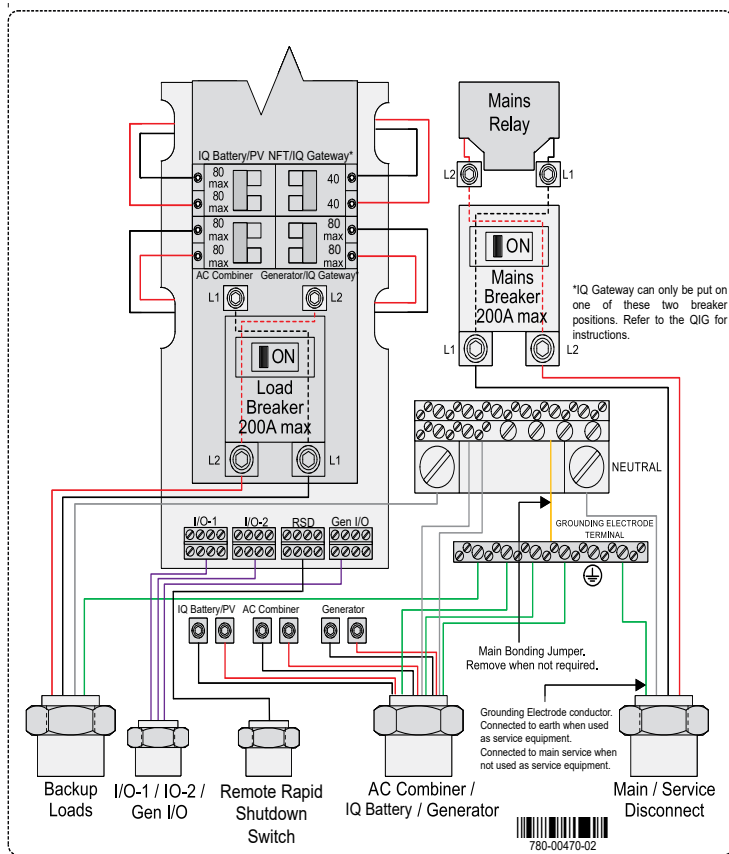 Mains
Relay
IQ Battery/PV NFT/IQ Gateway*
80
max
40
80
max
40
80
max
80
max
80
max
80
max
AC Combiner Generator/IQ Gateway*
L2
L1
L1
L2
ON
Mains
Breaker
200A max
*IQ Gateway can only be put on
one of these two breaker
positions. Refer to the QIG for
instructions.
L1
L2
ON
Load
Breaker
200A max
L2
L1
NEUTRAL
I/O-1
I/O-2
RSD
Gen I/O
GROUNDING ELECTRODE
TERMINAL
IQ Battery/PV
AC Combiner
Generator
Main Bonding Jumper.
Remove when not required.
Grounding Electrode conductor.
Connected to earth when used
as service equipment.
Connected to main service when
not used as service equipment.
Backup
Loads
I/O-1 / IO-2 /
Gen I/O
Remote Rapid
Shutdown
Switch
AC Combiner /
IQ Battery / Generator
Main / Service
Disconnect
780-00470-02